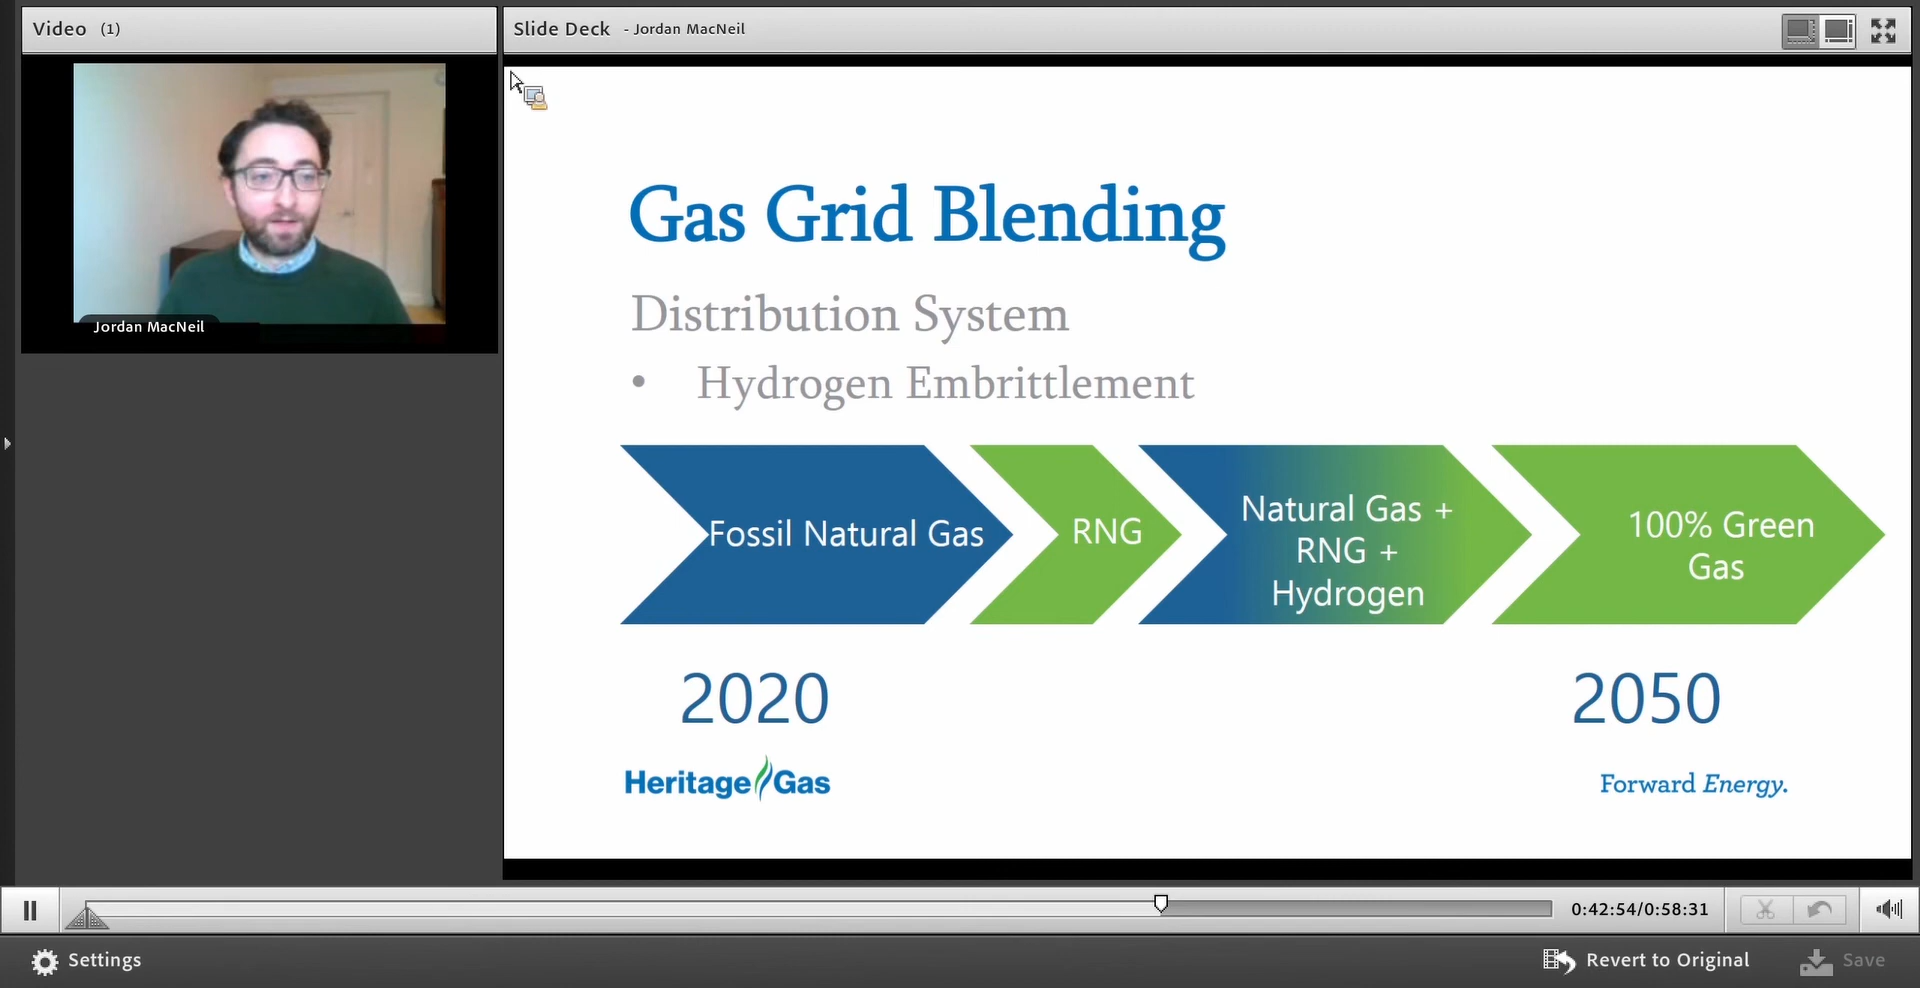 Video (1)
Slide Deck - Jordan MacNeil
Jordan MacNeil
Gas Grid Blending
Distribution System
• Hydrogen Embrittlement
Fossil Natural Gas
RNG
Natural Gas +
RNG +
Hydrogen
100% Green
Gas
2020
2050
Heritage Gas
Forward Energy.
0:42:54/0:58:31
Settings
Revert to Original
Save